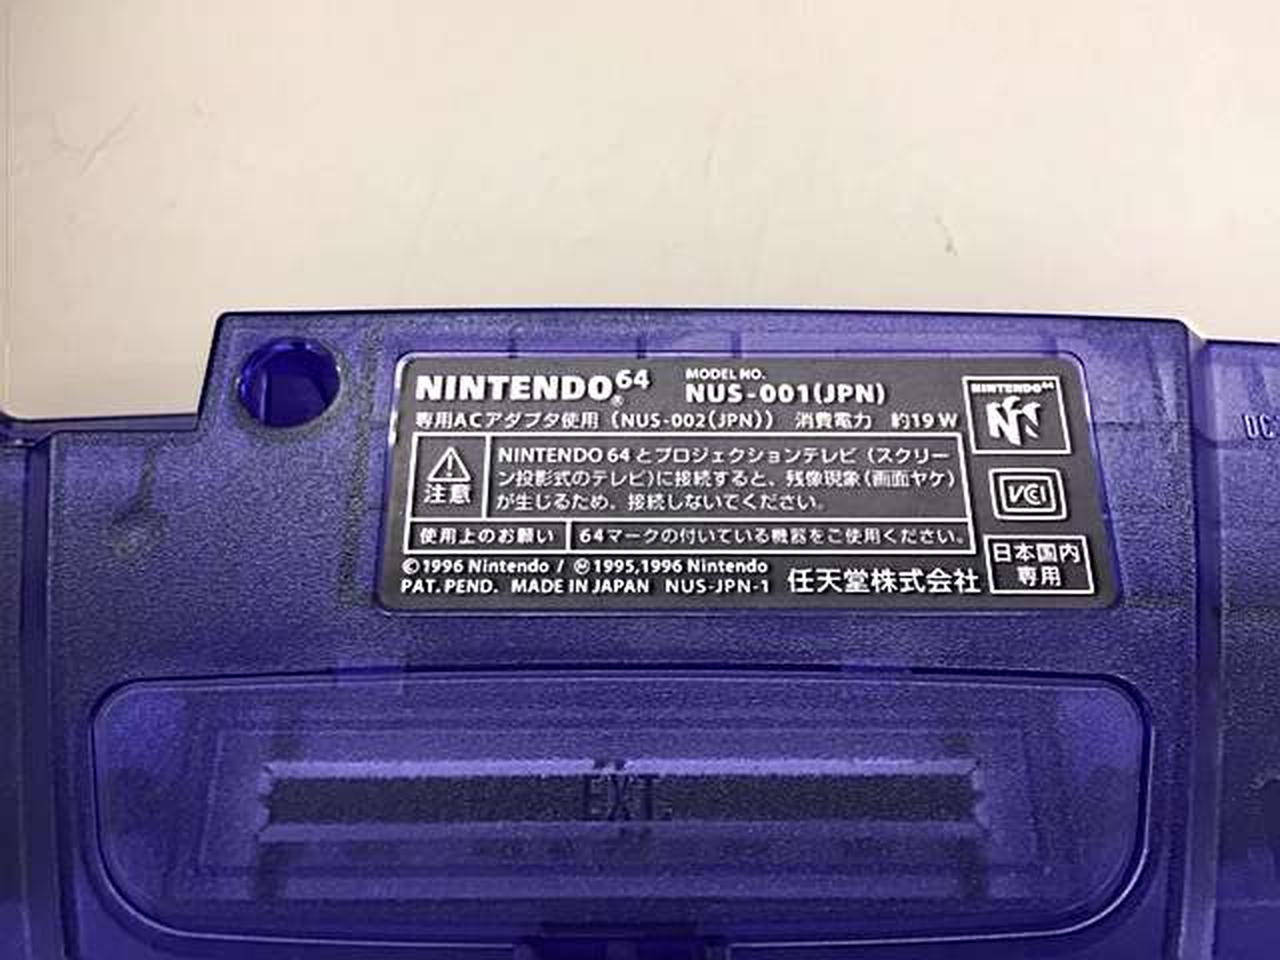 NINTENDO64®
MODEL NO.
NUS-001(JPN)
専用ACアダプタ使用（NUS-002(JPN)） 消費電力 約19W
注意
NINTENDO 64とプロジェクションテレビ（スクリー
ン投影式のテレビ）に接続すると、残像現象（画面ヤケ）
が生じるため、接続しないでください。
使用上のお願い
64マークの付いている機器をご使用ください。
©1996 Nintendo / Ⓜ1995,1996 Nintendo
PAT. PEND. MADE IN JAPAN NUS-JPN-1 任天堂株式会社
NINTENDO64
VCI
日本国内
専用
DC
EXT.